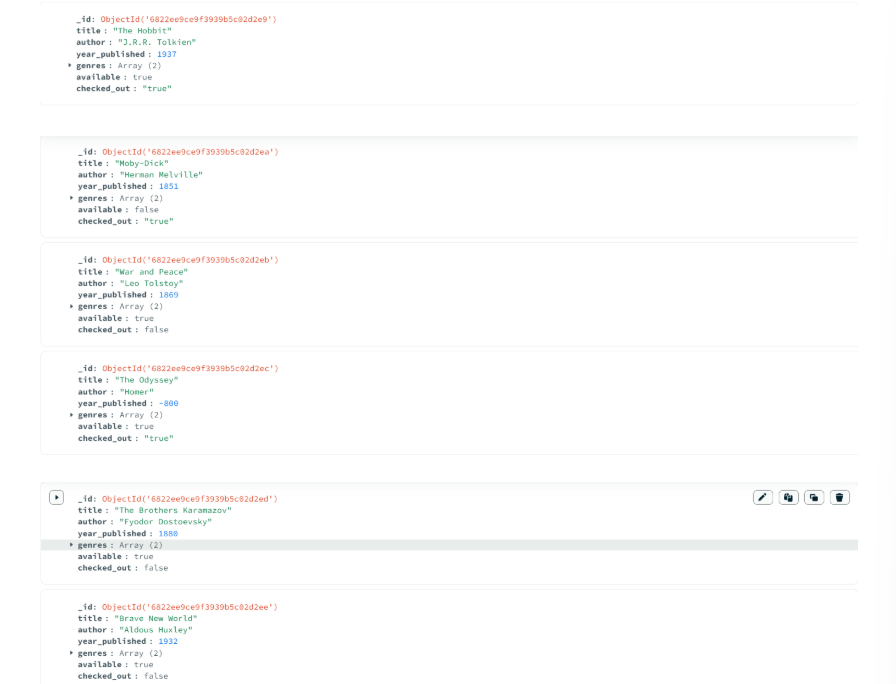 _id: ObjectId('6822ee9ce9f3939b5c02d2e9')
title : "The Hobbit"
author : "J.R.R. Tolkien"
year_published : 1937
genres : Array (2)
available : true
checked_out : "true"
_id: ObjectId('6822ee9ce9f3939b5c02d2ea')
title : "Moby-Dick"
author : "Herman Melville"
year_published : 1851
genres : Array (2)
available : false
checked_out : "true"
_id: ObjectId('6822ee9ce9f3939b5c02d2eb')
title : "War and Peace"
author : "Leo Tolstoy"
year_published : 1869
genres : Array (2)
available : true
checked_out : false
_id: ObjectId('6822ee9ce9f3939b5c02d2ec')
title : "The Odyssey"
author : "Homer"
year_published : -800
genres : Array (2)
available : true
checked_out : "true"
_id: ObjectId('6822ee9ce9f3939b5c02d2ed')
title : "The Brothers Karamazov"
author : "Fyodor Dostoevsky"
year_published : 1880
genres : Array (2)
available : true
checked_out : false
_id: ObjectId('6822ee9ce9f3939b5c02d2ee')
title : "Brave New World"
author : "Aldous Huxley"
year_published : 1932
genres : Array (2)
available : true
checked_out : false